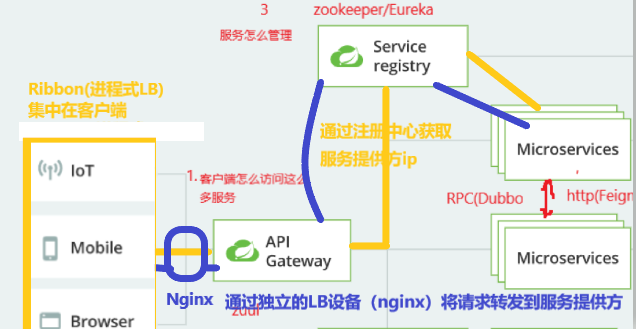 3 zookeeper/Eureka
服务怎么管理
Service
registry
Ribbon(进程式LB)
集中在客户端
通过注册中心获取
服务提供方ip
Microservices
IoT
1.客户端怎么访问这么
多服务
RPC(Dubbo
http(Feign
Mobile
API
Gateway
Microservices
Nginx 通过独立的LB设备（nginx）将请求转发到服务提供方
Browser